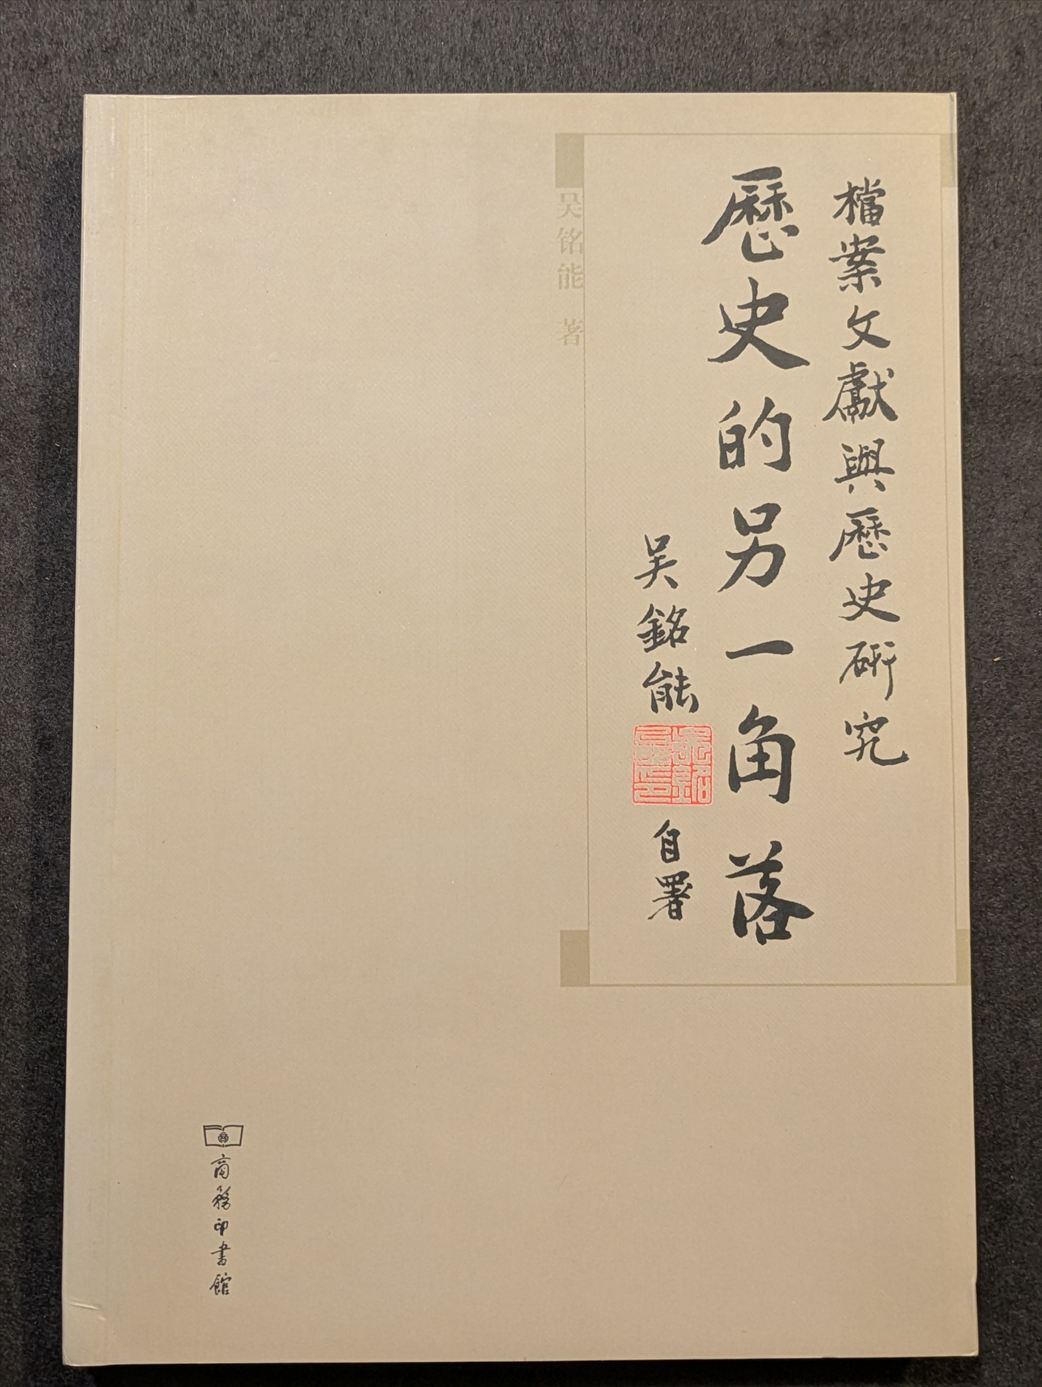 檔案文獻與歷史研究
歷史的另一角落
吴銘能
自署
吴铭能 著
商務印書館